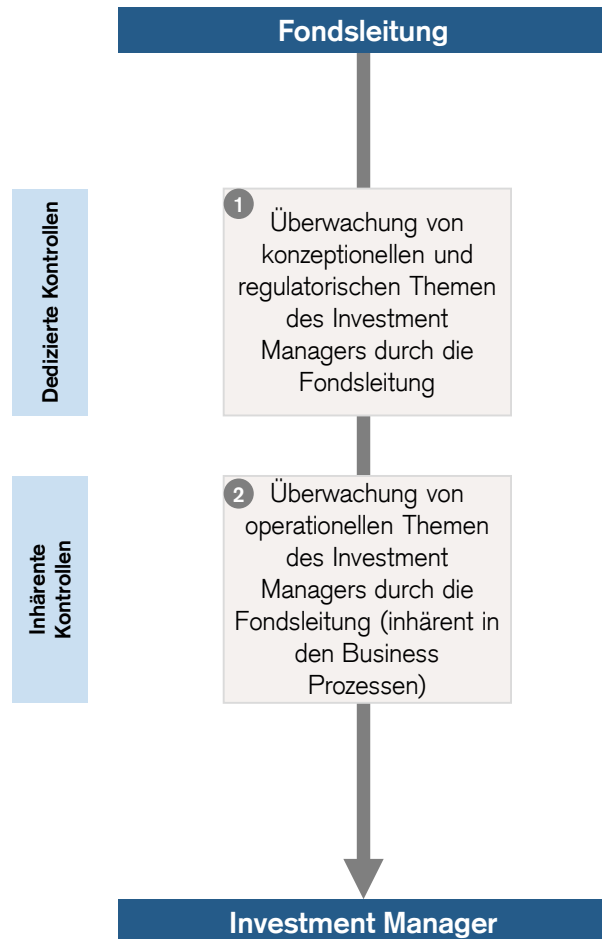 Fondsleitung
Dedizierte Kontrollen
1
Überwachung von
konzeptionellen und
regulatorischen Themen
des Investment
Managers durch die
Fondsleitung
Inhärente
Kontrollen
2
Überwachung von
operationellen Themen
des Investment
Managers durch die
Fondsleitung (inhärent in
den Business
Prozessen)
Investment Manager